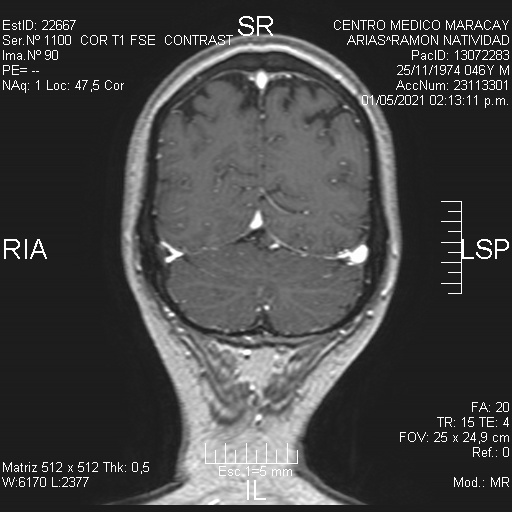 EstID: 22667
Ser.Nº 1100 COR T1 FSE CONTRAST
Ima.Nº 90
PE= --
NAq: 1 Loc: 47,5 Cor
SR
CENTRO MEDICO MARACAY
ARIAS^RAMON NATIVIDAD
PacID: 13072283
25/11/1974 046Y M
AccNum: 23113301
01/05/2021 02:13:11 p.m.
RIA
LSP
FA: 20
TR: 15 TE: 4
FOV: 25 x 24,9 cm
Ref.: 0
Matriz 512 x 512 Thk: 0,5
W:6170 L:2377
Esc.1=5 mm
IL
Mod.: MR